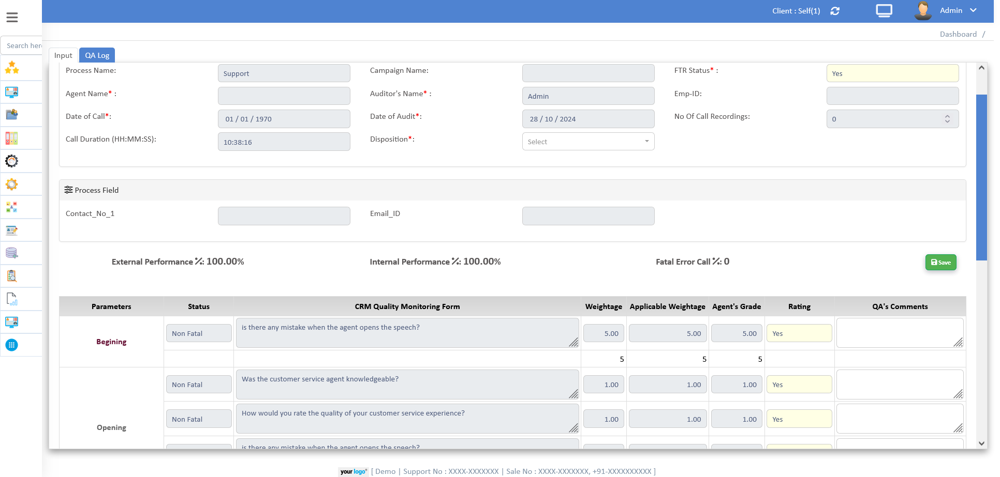 Client : Self(1)
Admin
Search here
Dashboard /
Input
QA Log
Process Name:
Support
Campaign Name:
FTR Status* :
Yes
Agent Name* :
Auditor's Name* :
Admin
Emp-ID:
Date of Call*:
01 / 01 / 1970
Date of Audit*:
28 / 10 / 2024
No Of Call Recordings:
0
Call Duration (HH:MM:SS):
10:38:16
Disposition*:
Select
Process Field
Contact_No_1
Email_ID
External Performance %: 100.00%
Internal Performance %: 100.00%
Fatal Error Call %: 0
Save
Parameters Status CRM Quality Monitoring Form Weightage Applicable Weightage Agent's Grade Rating QA's Comments
Begining
Non Fatal
is there any mistake when the agent opens the speech?
5.00 5.00 5.00 Yes
5 5 5
Opening
Non Fatal
Was the customer service agent knowledgeable?
1.00 1.00 1.00 Yes
Non Fatal
How would you rate the quality of your customer service experience?
1.00 1.00 1.00 Yes
is there any mistake when the agent opens the speech?
your logo® [ Demo | Support No : XXXX-XXXXXXX | Sale No : XXXX-XXXXXXX, +91-XXXXXXXXXX ]